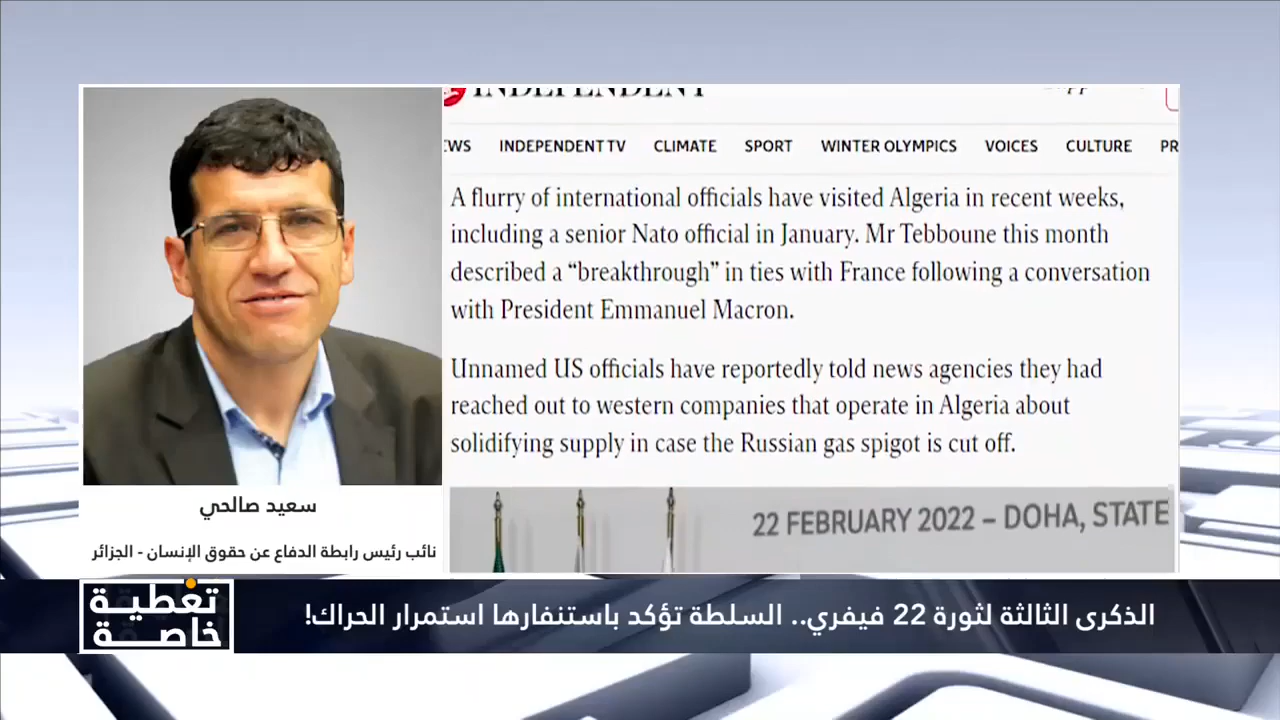 INDEPENDENT
WS INDEPENDENT TV CLIMATE SPORT WINTER OLYMPICS VOICES CULTURE PR
A flurry of international officials have visited Algeria in recent weeks,
including a senior Nato official in January. Mr Tebboune this month
described a “breakthrough” in ties with France following a conversation
with President Emmanuel Macron.
Unnamed US officials have reportedly told news agencies they had
reached out to western companies that operate in Algeria about
solidifying supply in case the Russian gas spigot is cut off.
22 FEBRUARY 2022 – DOHA, STATE
سعيد صالحي
نائب رئيس رابطة الدفاع عن حقوق الإنسان - الجزائر
الذكرى الثالثة لثورة 22 فيفري.. السلطة تؤكد باستنفارها استمرار الحراك!
تغطية
خاصة